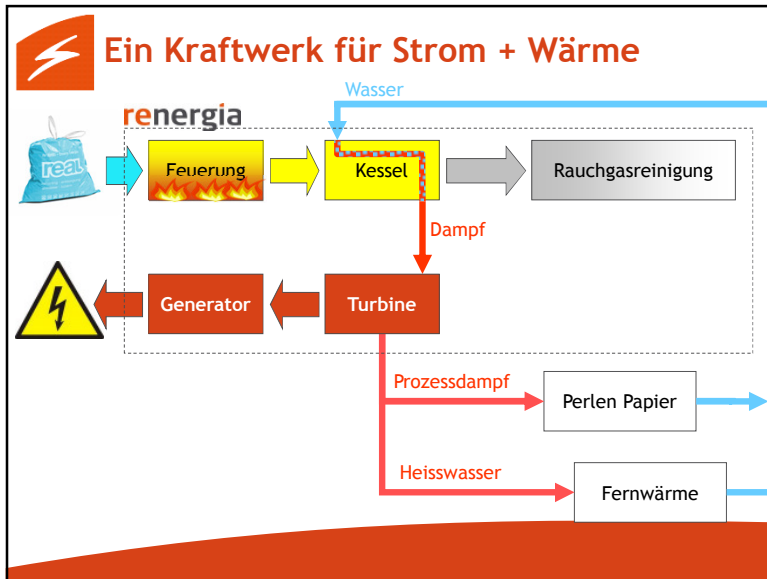 Ein Kraftwerk für Strom + Wärme
Wasser
renergia
real
Feuerung
Kessel
Rauchgasreinigung
Dampf
Generator
Turbine
Prozessdampf
Perlen Papier
Heisswasser
Fernwärme